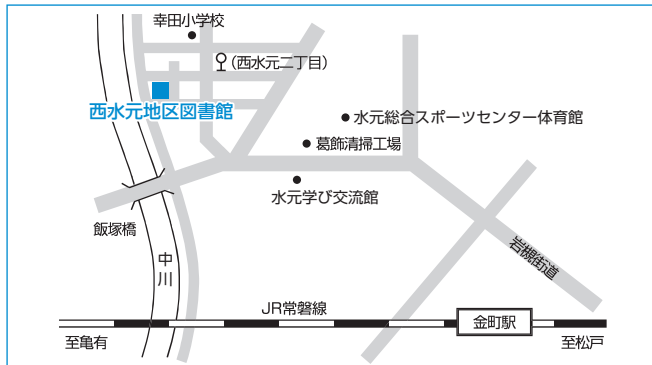 幸田小学校
(西水元二丁目)
西水元地区図書館
水元総合スポーツセンター体育館
葛飾清掃工場
水元学び交流館
飯塚橋
中川
岩槻街道
JR常磐線
金町駅
至亀有
至松戸